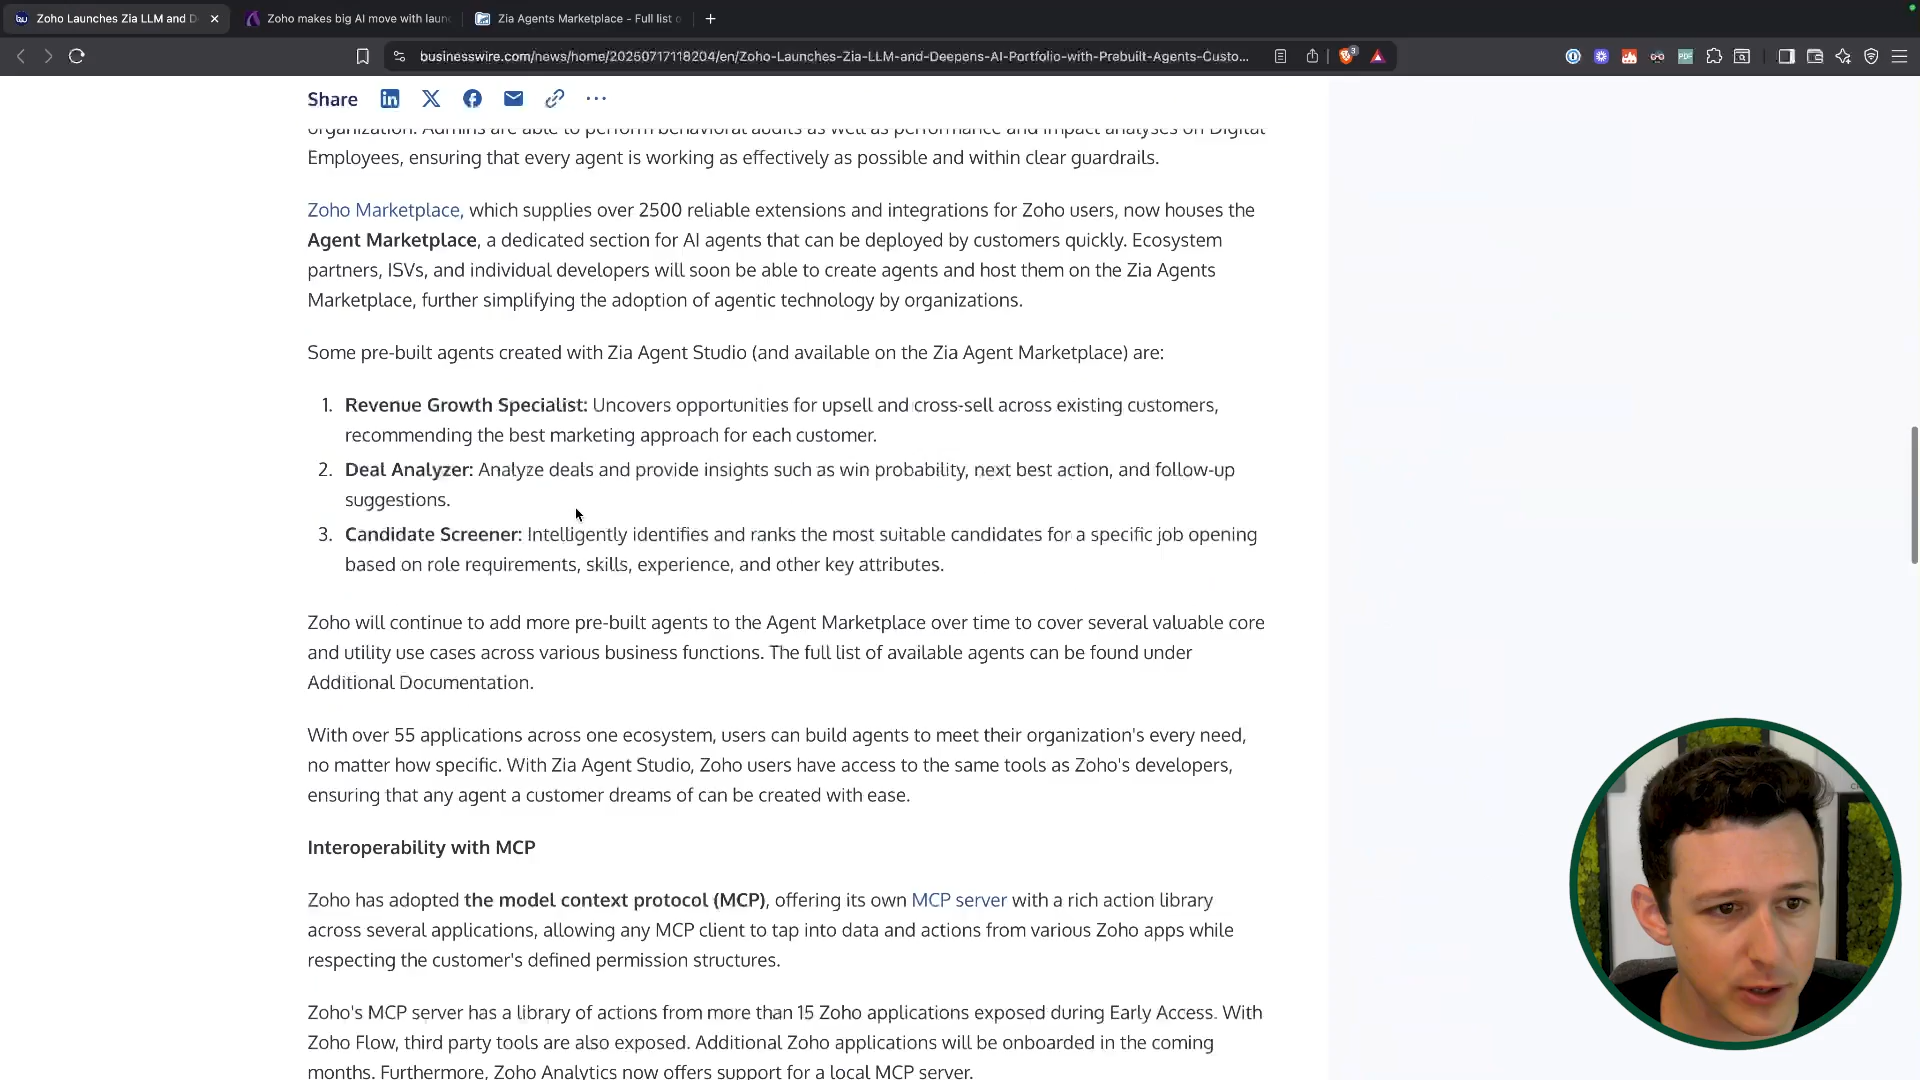 Zoho Launches Zia LLM and D
Zoho makes big AI move with laun
Zia Agents Marketplace - Full list o
businesswire.com/news/home/20250717118204/en/Zoho-Launches-Zia-LLM-and-Deepens-AI-Portfolio-with-Prebuilt-Agents-Custo...
Share
organization. Admins are able to perform behavioral audits as well as performance and impact analyses on Digital
Employees, ensuring that every agent is working as effectively as possible and within clear guardrails.
Zoho Marketplace, which supplies over 2500 reliable extensions and integrations for Zoho users, now houses the
Agent Marketplace, a dedicated section for AI agents that can be deployed by customers quickly. Ecosystem
partners, ISVs, and individual developers will soon be able to create agents and host them on the Zia Agents
Marketplace, further simplifying the adoption of agentic technology by organizations.
Some pre-built agents created with Zia Agent Studio (and available on the Zia Agent Marketplace) are:
1. Revenue Growth Specialist: Uncovers opportunities for upsell and cross-sell across existing customers,
recommending the best marketing approach for each customer.
2. Deal Analyzer: Analyze deals and provide insights such as win probability, next best action, and follow-up
suggestions.
3. Candidate Screener: Intelligently identifies and ranks the most suitable candidates for a specific job opening
based on role requirements, skills, experience, and other key attributes.
Zoho will continue to add more pre-built agents to the Agent Marketplace over time to cover several valuable core
and utility use cases across various business functions. The full list of available agents can be found under
Additional Documentation.
With over 55 applications across one ecosystem, users can build agents to meet their organization's every need,
no matter how specific. With Zia Agent Studio, Zoho users have access to the same tools as Zoho's developers,
ensuring that any agent a customer dreams of can be created with ease.
Interoperability with MCP
Zoho has adopted the model context protocol (MCP), offering its own MCP server with a rich action library
across several applications, allowing any MCP client to tap into data and actions from various Zoho apps while
respecting the customer's defined permission structures.
Zoho's MCP server has a library of actions from more than 15 Zoho applications exposed during Early Access. With
Zoho Flow, third party tools are also exposed. Additional Zoho applications will be onboarded in the coming
months. Furthermore, Zoho Analytics now offers support for a local MCP server.